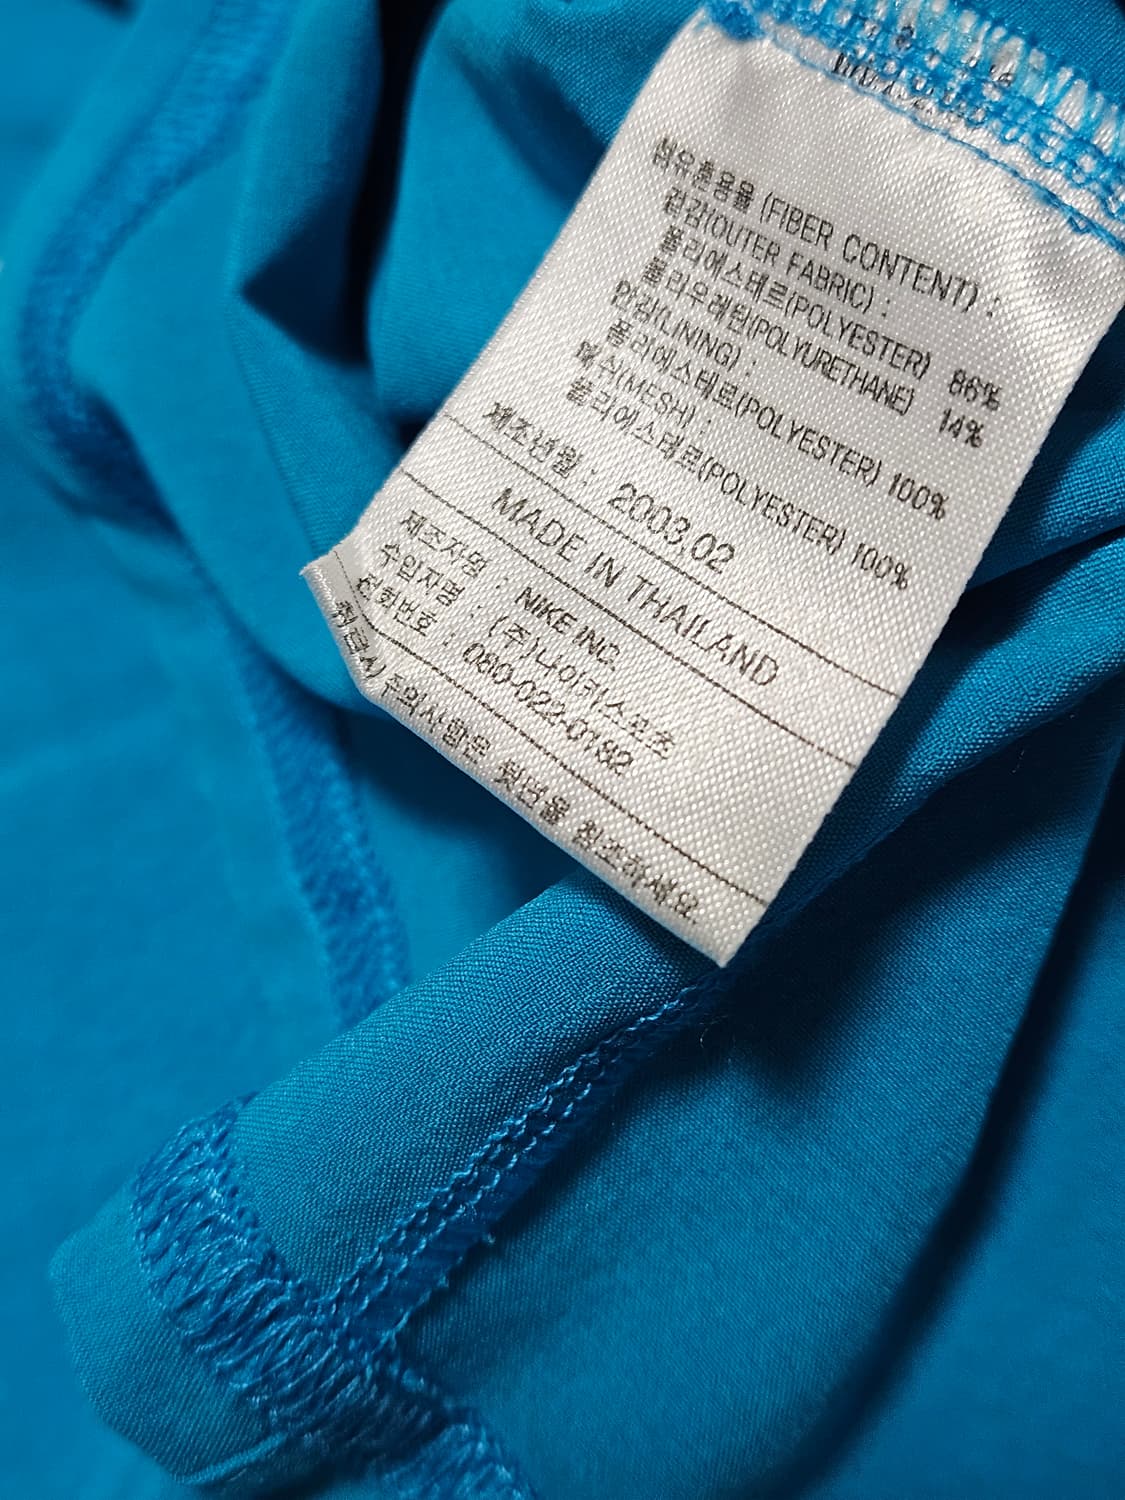 섬유혼용율 (FIBER CONTENT) :
겉감(OUTER FABRIC) :
폴리에스테르(POLYESTER) 86%
폴리우레탄(POLYURETHANE) 14%
안감(LINING) :
폴리에스테르(POLYESTER) 100%
메쉬(MESH) :
폴리에스테르(POLYESTER) 100%
제조년월 : 2003.02
MADE IN THAILAND
제조자명 : NIKE INC.
수입자명 : (주)나이키스포츠
전화번호 : 080-022-0182
취급시 주의사항은 뒷면을 참조하세요.